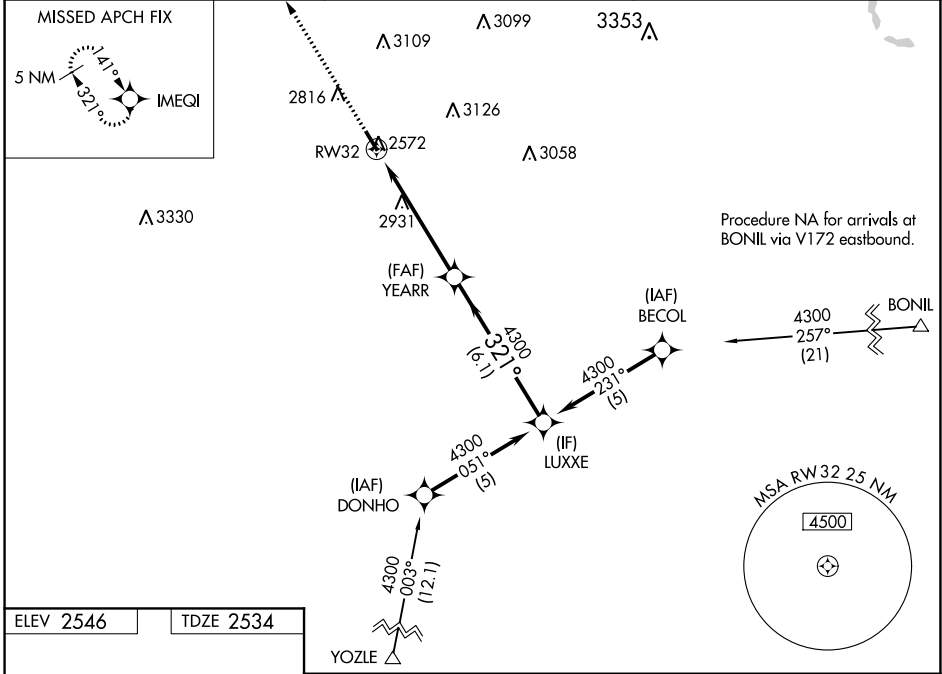 MISSED APCH FIX
5 NM
141°
321°
IMEQI
3109
3099
3353
2816
3126
RW32
2572
3058
3330
2931
Procedure NA for arrivals at
BONIL via V172 eastbound.
(FAF)
YEARR
(IAF)
BECOL
BONIL
4300
257°
(21)
4300
321°
(6.1)
4300
231°
(5)
(IF)
LUXXE
4300
051°
(5)
(IAF)
DONHO
MSA RW32 25 NM
4500
4300
003°
(12.1)
ELEV 2546
TDZE 2534
YOZLE